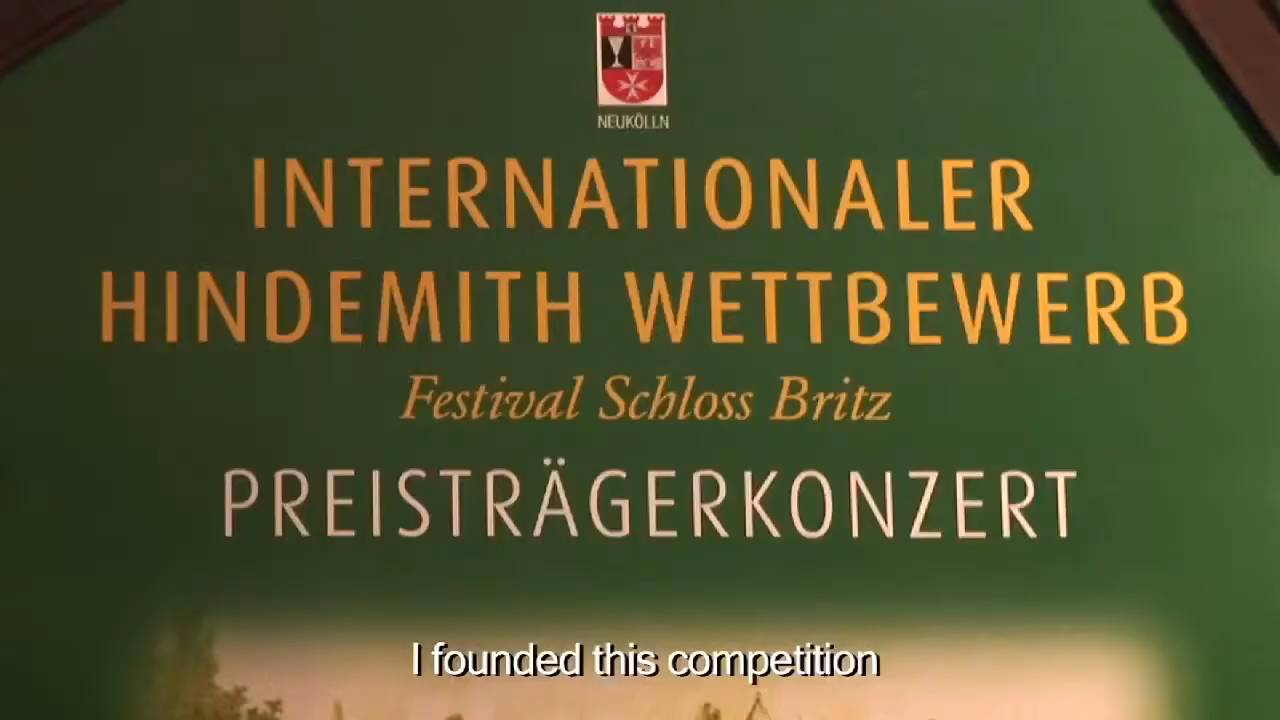 NEUKÖLLN
INTERNATIONALER
HINDEMITH WETTBEWERB
Festival Schloss Britz
PREISTRÄGERKONZERT
I founded this competition